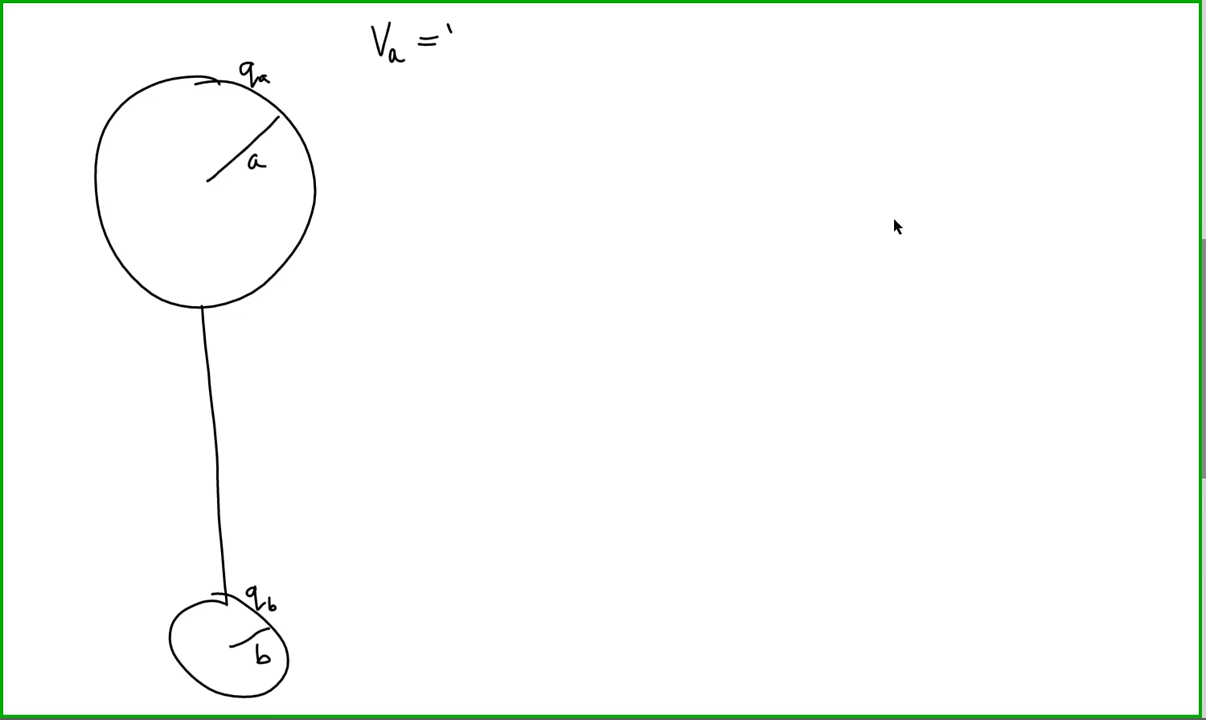 Vₐ = '
qₐ
a
q_b
b